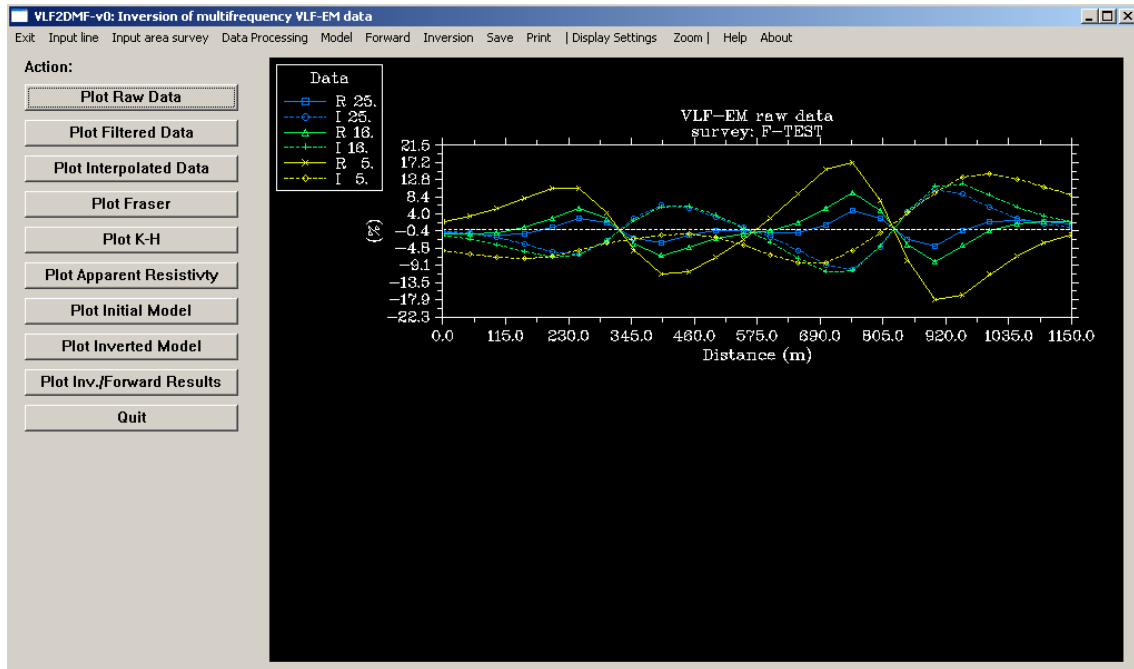 VLF2DMF-v0: Inversion of multifrequency VLF-EM data
Exit Input line Input area survey Data Processing Model Forward Inversion Save Print | Display Settings Zoom | Help About
Action:
Plot Raw Data
Plot Filtered Data
Plot Interpolated Data
Plot Fraser
Plot K-H
Plot Apparent Resistivty
Plot Initial Model
Plot Inverted Model
Plot Inv./Forward Results
Quit
Data
R 25.
I 25.
R 16.
I 16.
R 5.
I 5.
VLF-EM raw data
survey: F-TEST
21.5
17.2
12.8
8.4
4.0
-0.4
-4.8
-9.1
-13.5
-17.9
-22.3
(%)
0.0 115.0 230.0 345.0 460.0 575.0 690.0 805.0 920.0 1035.0 1150.0
Distance (m)